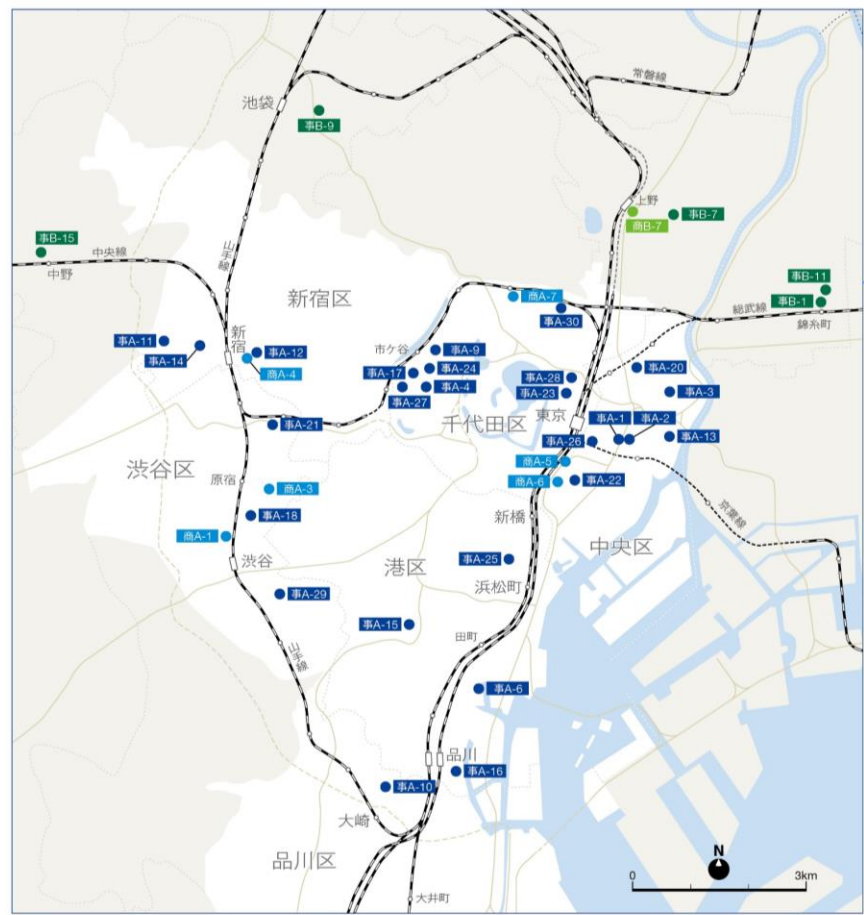 常磐線
池袋
事B-9
上野
商B-7
事B-7
事B-15
中央線
中野
山手線
新宿区
商A-7
事A-30
事B-11
事B-1
総武線
錦糸町
事A-11
事A-14
新宿
事A-12
商A-4
市ケ谷
事A-9
事A-24
事A-17
事A-4
事A-27
事A-28
事A-23
事A-20
事A-3
千代田区
東京
事A-1
事A-2
事A-13
事A-26
事A-21
商A-5
商A-6
事A-22
渋谷区
原宿
商A-3
事A-18
商A-1
渋谷
新橋
京葉線
中央区
港区
事A-25
浜松町
事A-29
事A-15
山手線
田町
事A-6
品川
事A-16
事A-10
大崎
品川区
大井町
N
0
3km